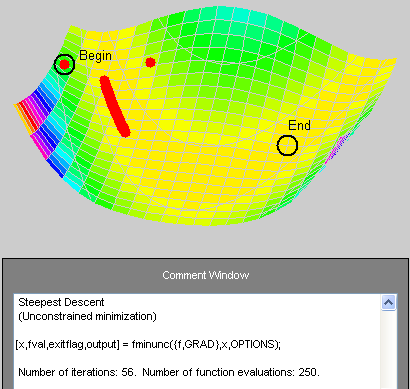 Begin
End
Comment Window
Steepest Descent
(Unconstrained minimization)
[x,fval,exitflag,output] = fminunc({f,GRAD},x,OPTIONS);
Number of iterations: 56. Number of function evaluations: 250.